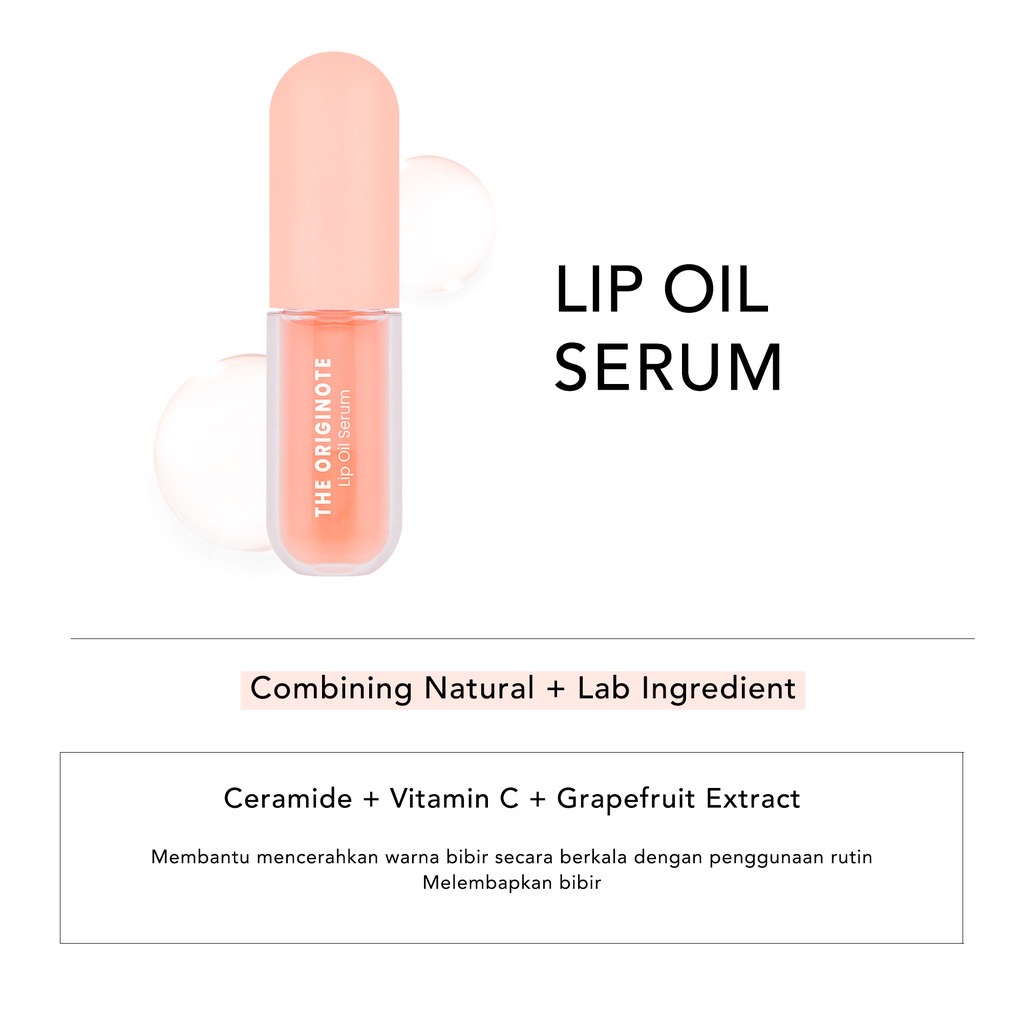 THE ORIGINOTE
Lip Oil Serum
LIP OIL
SERUM
Combining Natural + Lab Ingredient
Ceramide + Vitamin C + Grapefruit Extract
Membantu mencerahkan warna bibir secara berkala dengan penggunaan rutin
Melembapkan bibir